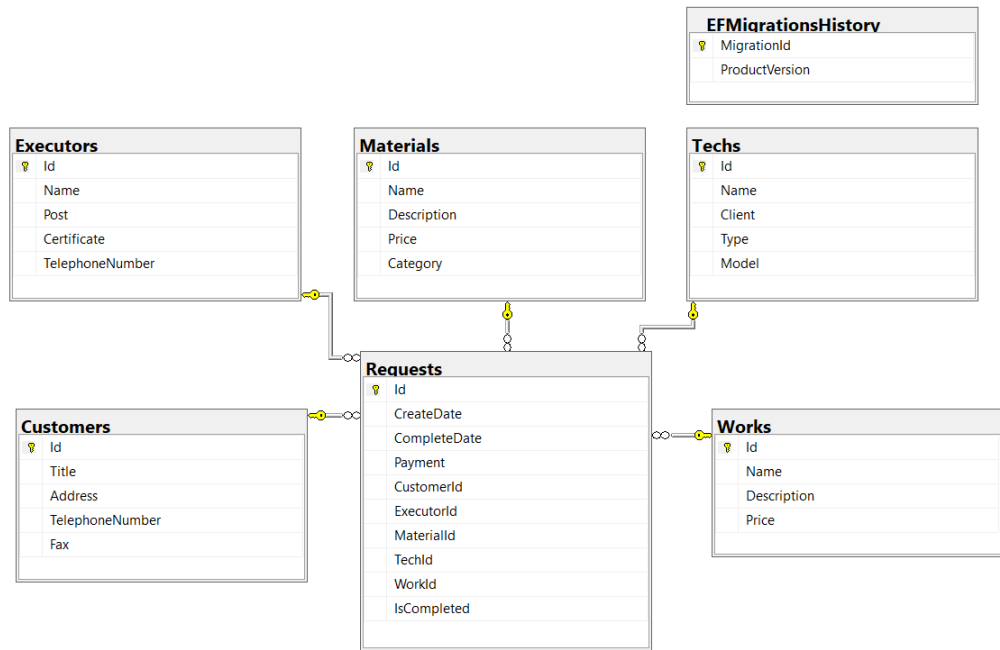 EFMigrationsHistory
MigrationId
ProductVersion
Executors
Id
Name
Post
Certificate
TelephoneNumber
Materials
Id
Name
Description
Price
Category
Techs
Id
Name
Client
Type
Model
Requests
Id
CreateDate
CompleteDate
Payment
CustomerId
ExecutorId
MaterialId
TechId
WorkId
IsCompleted
Customers
Id
Title
Address
TelephoneNumber
Fax
Works
Id
Name
Description
Price